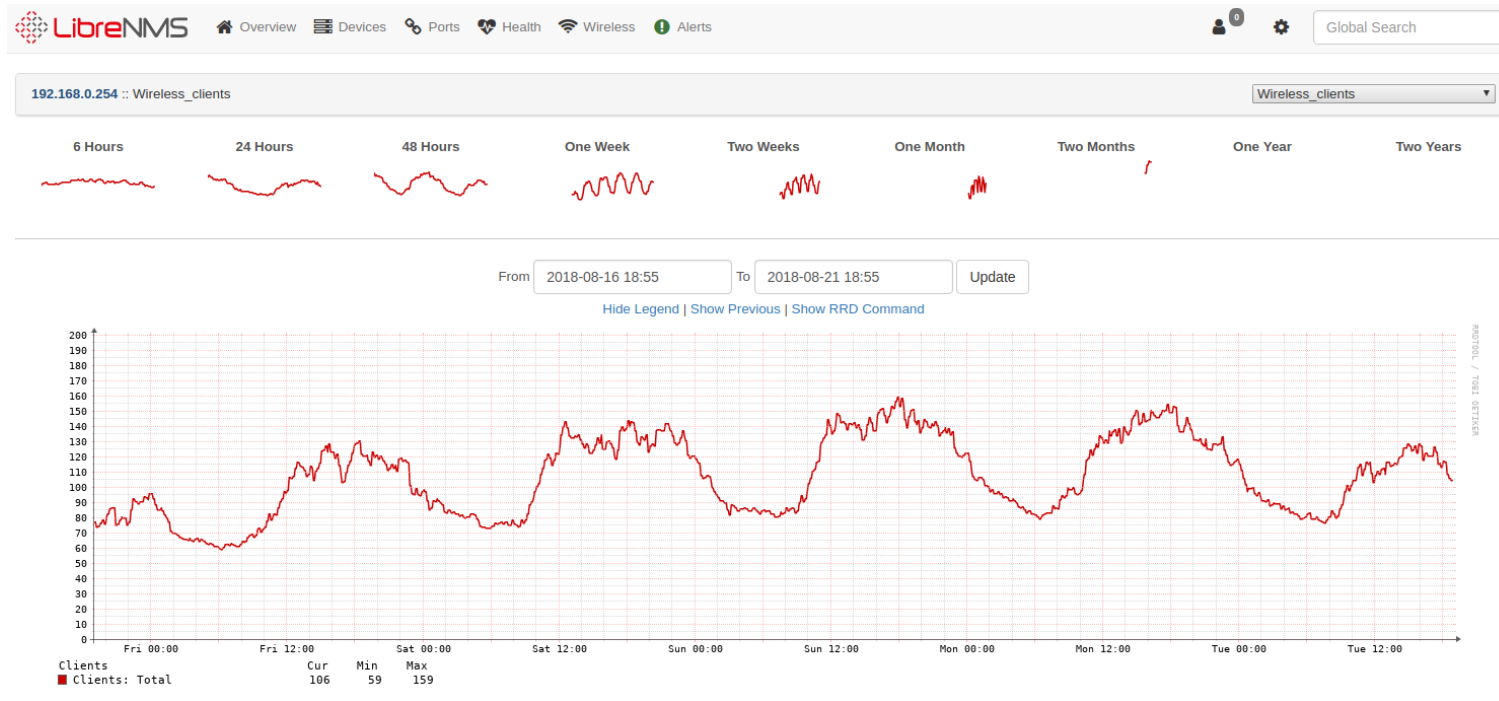 LibreNMS Overview Devices Ports Health Wireless Alerts 0 Global Search
192.168.0.254 :: Wireless_clients Wireless_clients
6 Hours 24 Hours 48 Hours One Week Two Weeks One Month Two Months One Year Two Years
From 2018-08-16 18:55 To 2018-08-21 18:55 Update
Hide Legend | Show Previous | Show RRD Command
200
190
180
170
160
150
140
130
120
110
100
90
80
70
60
50
40
30
20
10
0
RRDTOOL / TOBI OETIKER
Fri 00:00 Fri 12:00 Sat 00:00 Sat 12:00 Sun 00:00 Sun 12:00 Mon 00:00 Mon 12:00 Tue 00:00 Tue 12:00
Clients Cur Min Max
Clients: Total 106 59 159